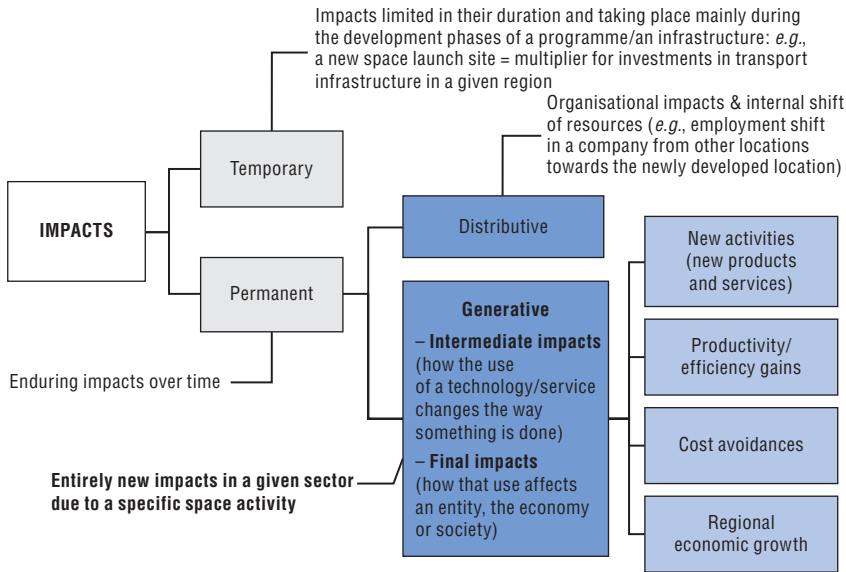 Impacts limited in their duration and taking place mainly during
the development phases of a programme/an infrastructure: e.g.,
a new space launch site = multiplier for investments in transport
infrastructure in a given region
Organisational impacts & internal shift
of resources (e.g., employment shift
in a company from other locations
towards the newly developed location)
Temporary
IMPACTS
Distributive
New activities
(new products
and services)
Permanent
Generative
– Intermediate impacts
(how the use
of a technology/service
changes the way
something is done)
– Final impacts
(how that use affects
an entity, the economy
or society)
Productivity/
efficiency gains
Enduring impacts over time
Cost avoidances
Entirely new impacts in a given sector
due to a specific space activity
Regional
economic growth